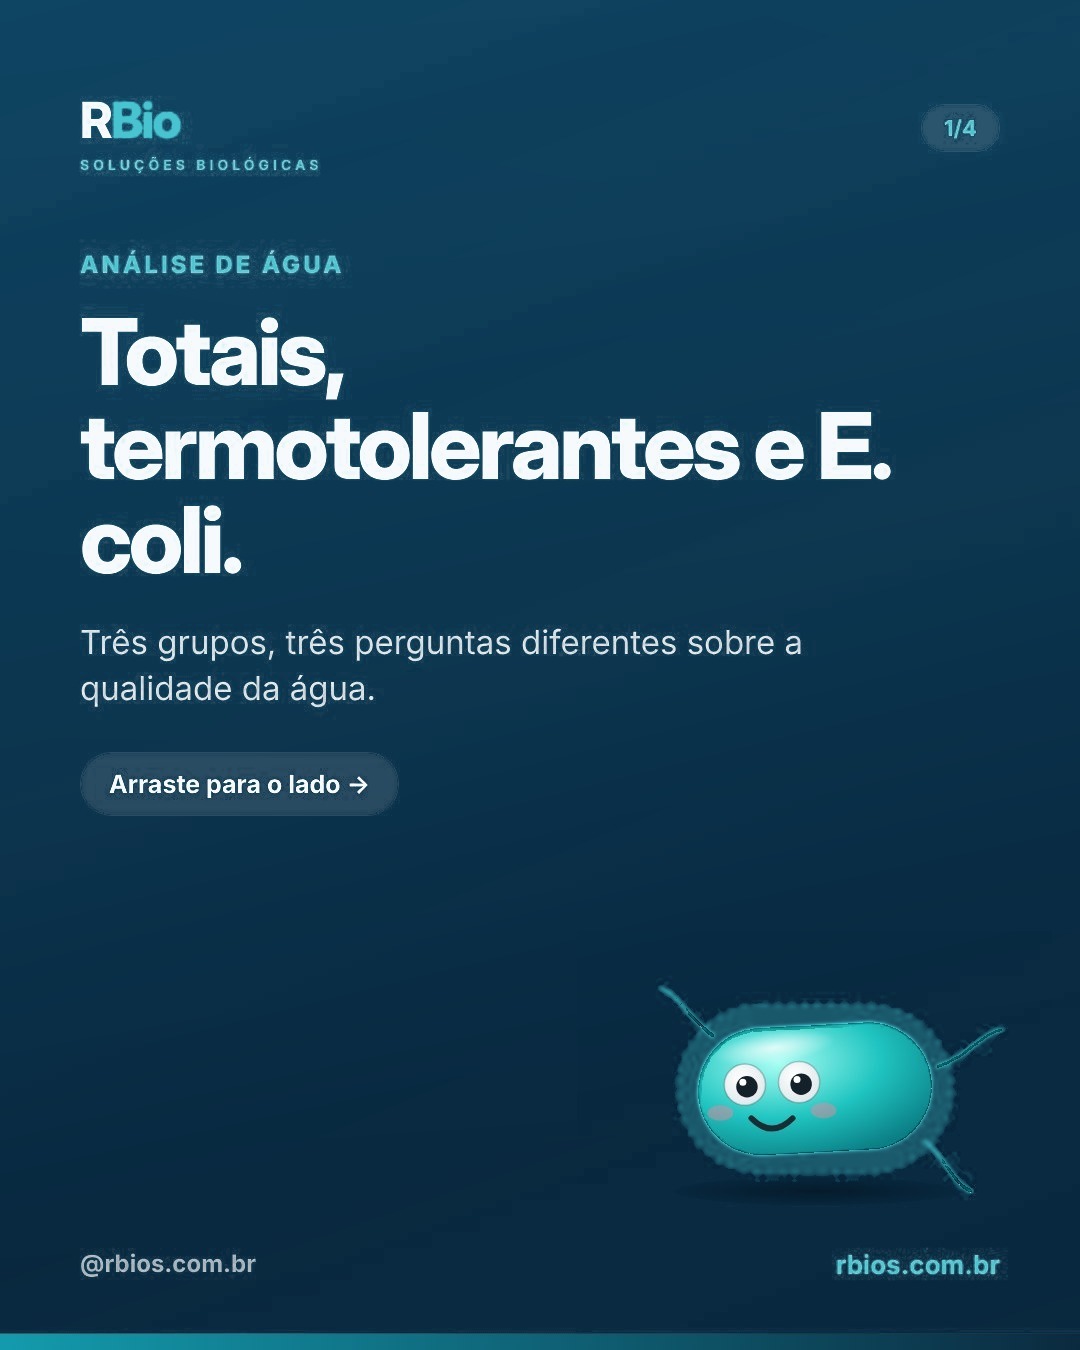 RBio
SOLUÇÕES BIOLÓGICAS
1/4
ANÁLISE DE ÁGUA
Totais,
termotolerantes e E.
coli.
Três grupos, três perguntas diferentes sobre a
qualidade da água.
Arraste para o lado →
@rbios.com.br
rbios.com.br